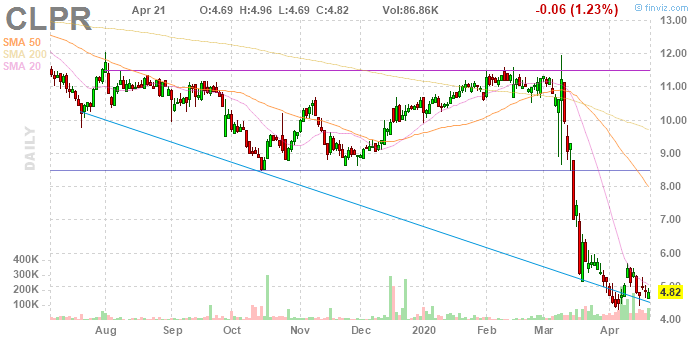 © finviz.com
CLPR Apr 21 O:4.69 H:4.96 L:4.69 C:4.82 Vol:86.86K -0.06 (1.23%)
SMA 50
SMA 200
SMA 20
DAILY
13.00
12.00
11.00
10.00
9.00
8.00
7.00
6.00
5.00
4.82
4.00
400K
300K
200K
100K
Aug Sep Oct Nov Dec 2020 Feb Mar Apr